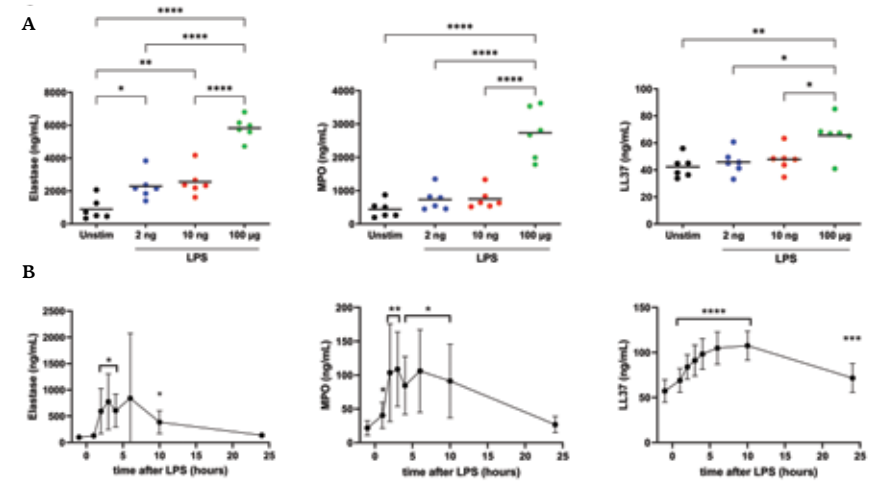 A
****
****
**
*
****
8000
6000
4000
2000
0
Elastase (ng/mL)
Unstim 2 ng 10 ng 100 µg
LPS
****
****
****
4000
3000
2000
1000
0
MPO (ng/mL)
Unstim 2 ng 10 ng 100 µg
LPS
**
*
*
100
80
60
40
20
0
LL37 (ng/mL)
Unstim 2 ng 10 ng 100 µg
LPS
B
2500
2000
1500
1000
500
0
Elastase (ng/mL)
*
*
0 5 10 15 20 25
time after LPS (hours)
200
150
100
50
0
MPO (ng/mL)
*
**
*
0 5 10 15 20 25
time after LPS (hours)
150
100
50
0
LL37 (ng/mL)
****
***
0 5 10 15 20 25
time after LPS (hours)